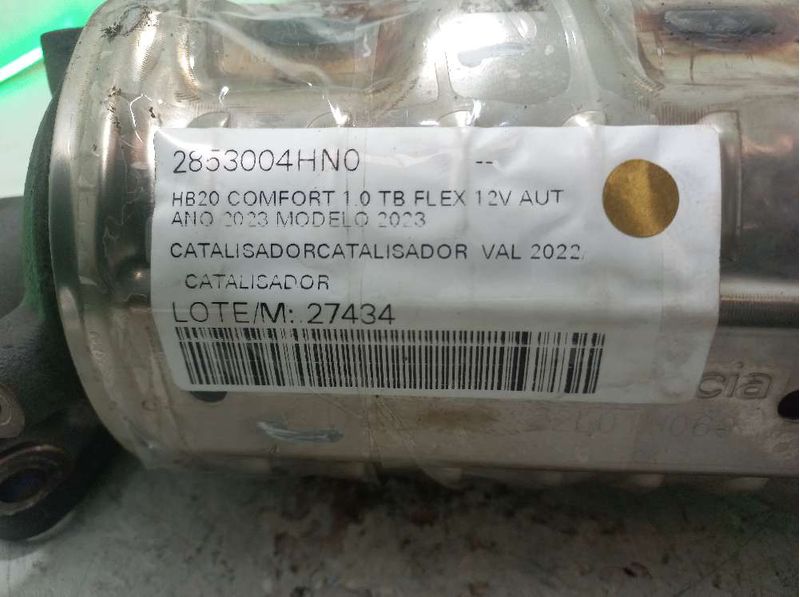 2853004HN0 --
HB20 COMFORT 1.0 TB FLEX 12V AUT
ANO 2023 MODELO 2023
CATALISADORCATALISADOR VAL 2022/
CATALISADOR
LOTE/M: 27434
cia